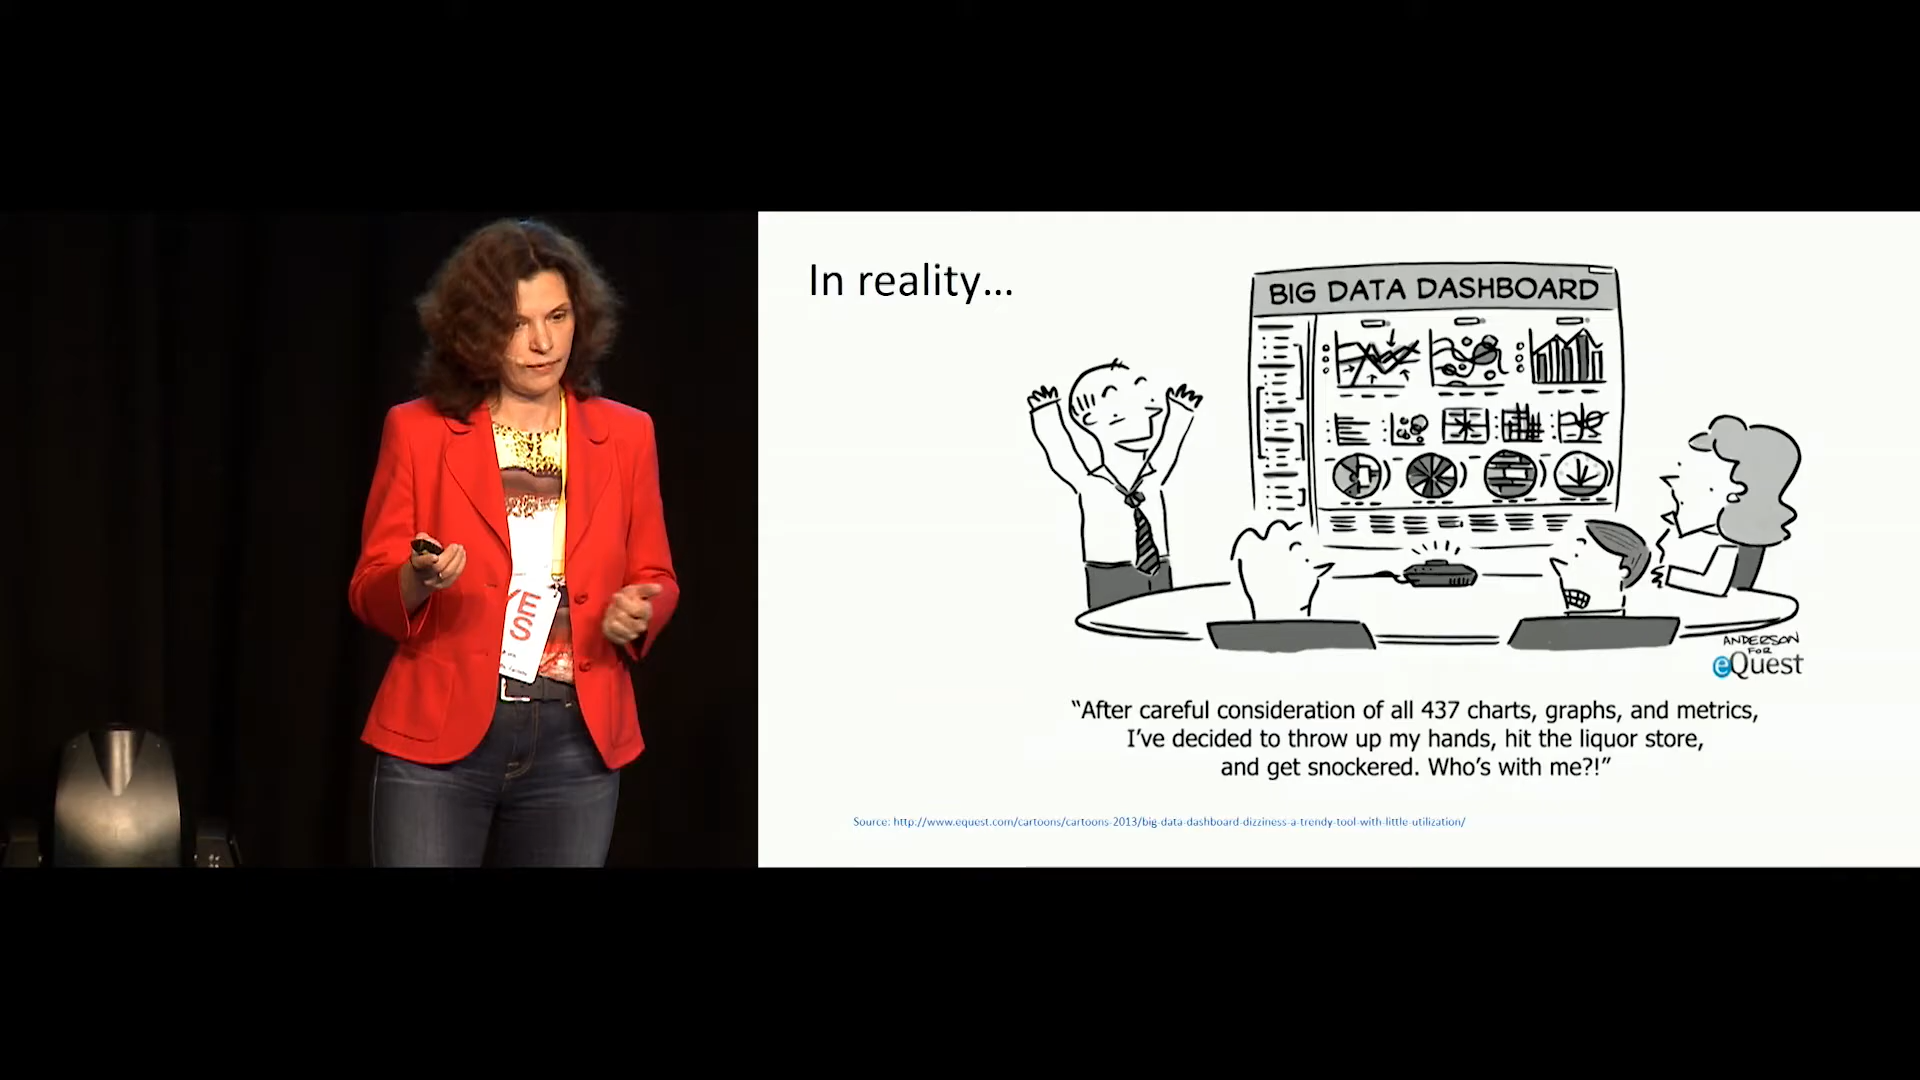 In reality...
BIG DATA DASHBOARD
YES
ANDERSON
FOR
eQuest
“After careful consideration of all 437 charts, graphs, and metrics,
I’ve decided to throw up my hands, hit the liquor store,
and get snockered. Who’s with me?!”
Source: http://www.equest.com/cartoons/cartoons-2013/big-data-dashboard-dizziness-a-trendy-tool-with-little-utilization/